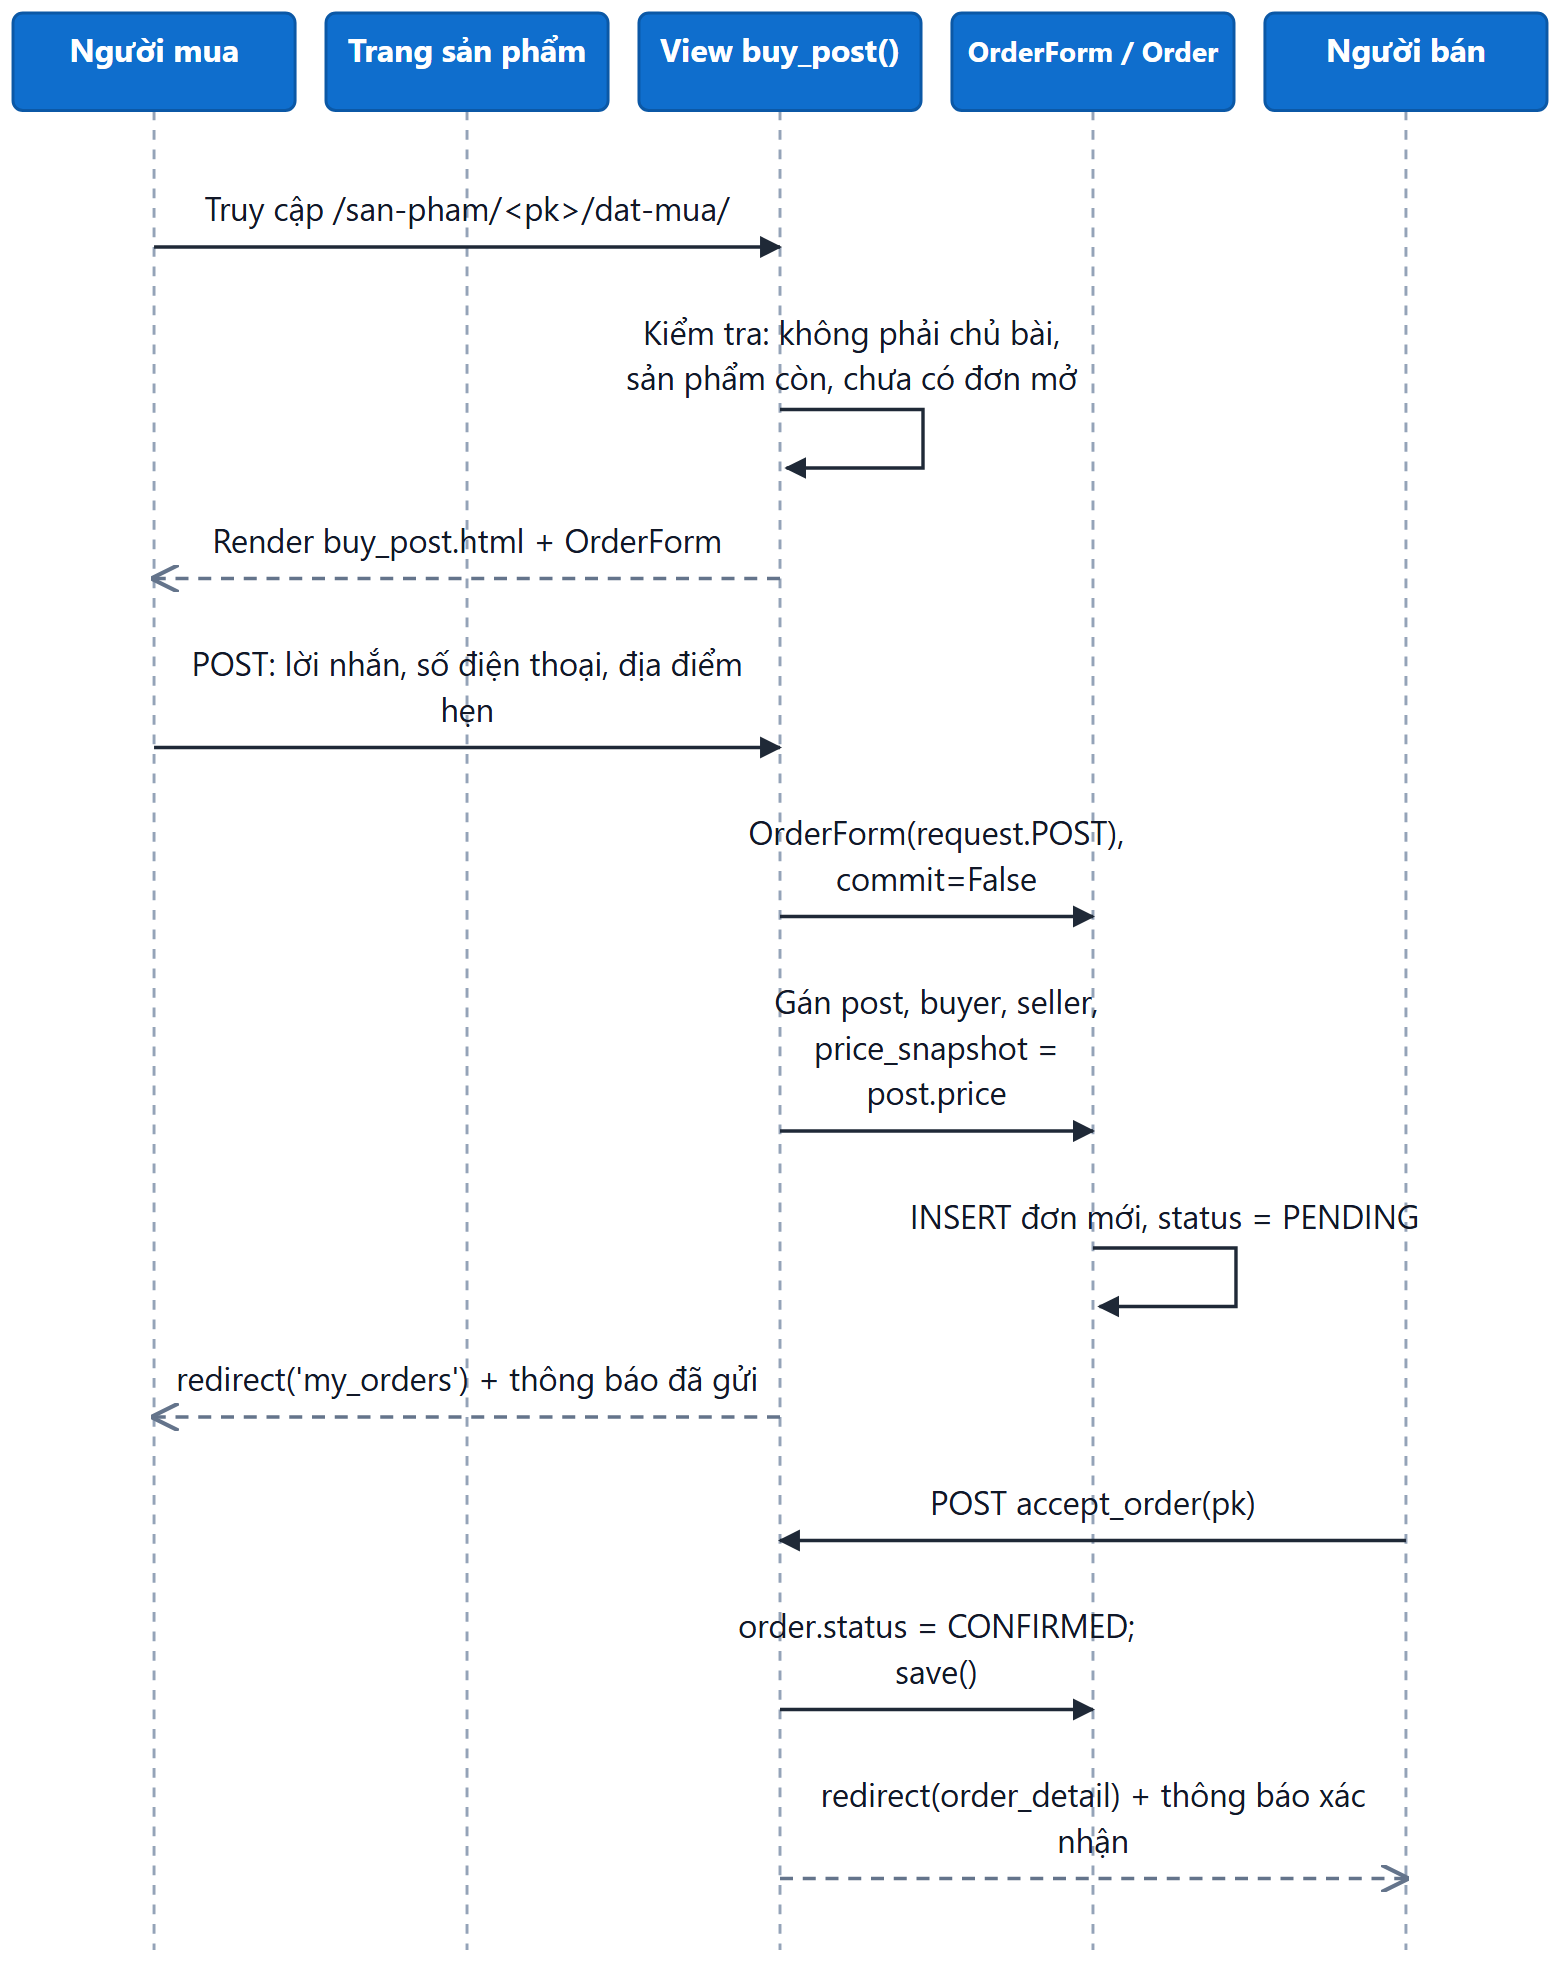 Người mua
Trang sản phẩm
View buy_post()
OrderForm / Order
Người bán
Truy cập /san-pham/<pk>/dat-mua/
Kiểm tra: không phải chủ bài,
sản phẩm còn, chưa có đơn mở
Render buy_post.html + OrderForm
POST: lời nhắn, số điện thoại, địa điểm
hẹn
OrderForm(request.POST),
commit=False
Gán post, buyer, seller,
price_snapshot =
post.price
INSERT đơn mới, status = PENDING
redirect('my_orders') + thông báo đã gửi
POST accept_order(pk)
order.status = CONFIRMED;
save()
redirect(order_detail) + thông báo xác
nhận